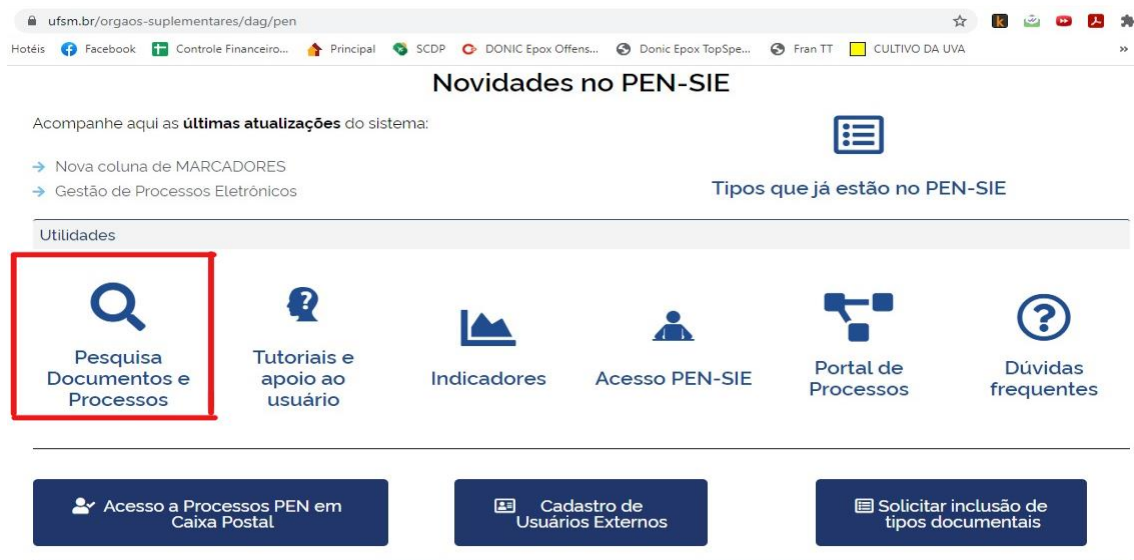 ufsm.br/orgaos-suplementares/dag/pen
Hotéis Facebook Controle Financeiro... Principal SCDP DONIC Epox Offens... Donic Epox TopSpe... Fran TT CULTIVO DA UVA »
Novidades no PEN-SIE
Acompanhe aqui as últimas atualizações do sistema:
→ Nova coluna de MARCADORES
→ Gestão de Processos Eletrônicos
Tipos que já estão no PEN-SIE
Utilidades
Pesquisa
Documentos e
Processos
Tutoriais e
apoio ao
usuário
Indicadores
Acesso PEN-SIE
Portal de
Processos
Dúvidas
frequentes
Acesso a Processos PEN em
Caixa Postal
Cadastro de
Usuários Externos
Solicitar inclusão de
tipos documentais